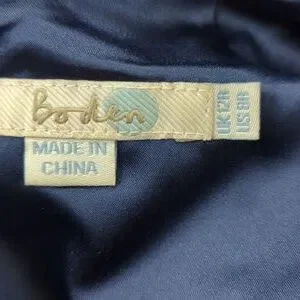 Boden
MADE IN
CHINA
UK 12R
US 8R